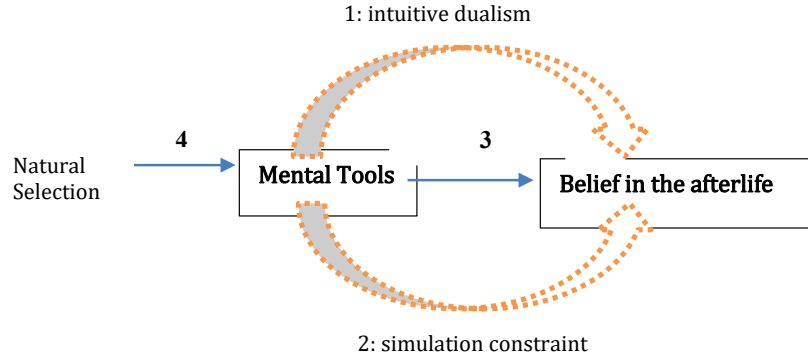 1: intuitive dualism
4
3
Natural
Selection
Mental Tools
Belief in the afterlife
2: simulation constraint